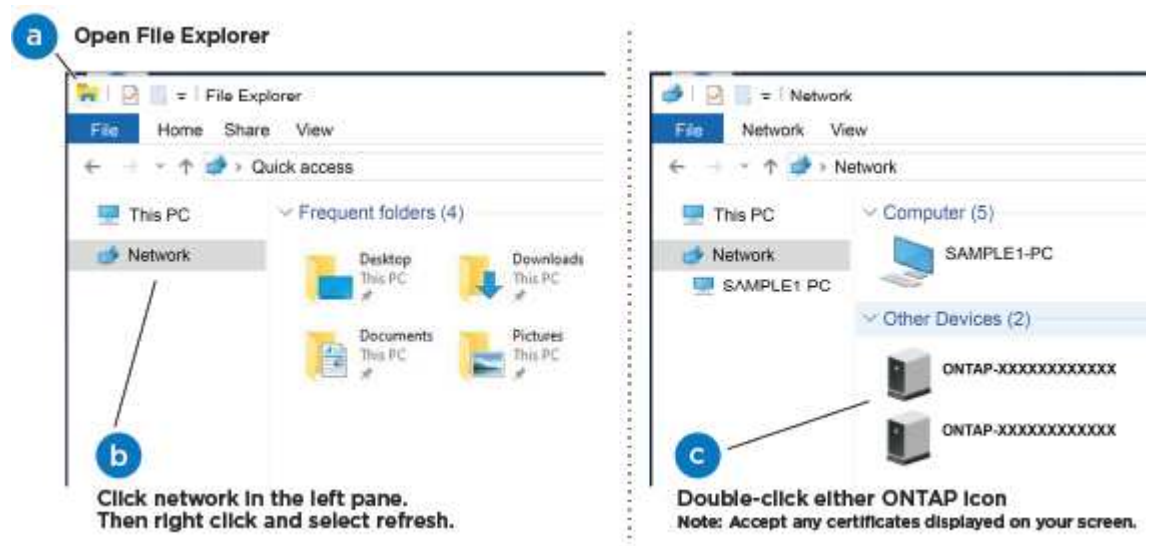 a
Open File Explorer
File Explorer
File Home Share View
Quick access
This PC
Network
Frequent folders (4)
Desktop
This PC
Downloads
This PC
Documents
This PC
Pictures
This PC
b
Click network in the left pane.
Then right click and select refresh.
Network
File Network View
Network
This PC
Network
SAMPLE1 PC
Computer (5)
SAMPLE1-PC
Other Devices (2)
ONTAP-XXXXXXXXXXXX
ONTAP-XXXXXXXXXXXX
c
Double-click either ONTAP icon
Note: Accept any certificates displayed on your screen.